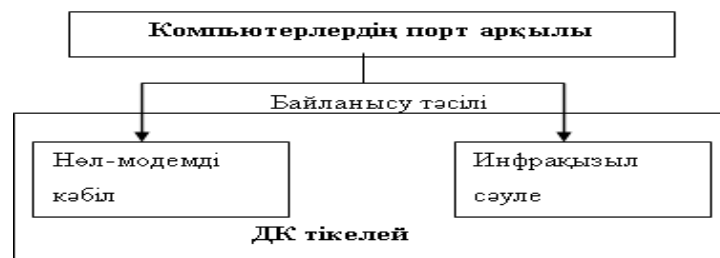 Компьютерлердің порт арқылы
Байланысу тәсілі
Нөл-модемді
кәбіл
Инфрақызыл
сәуле
ДК тікелей